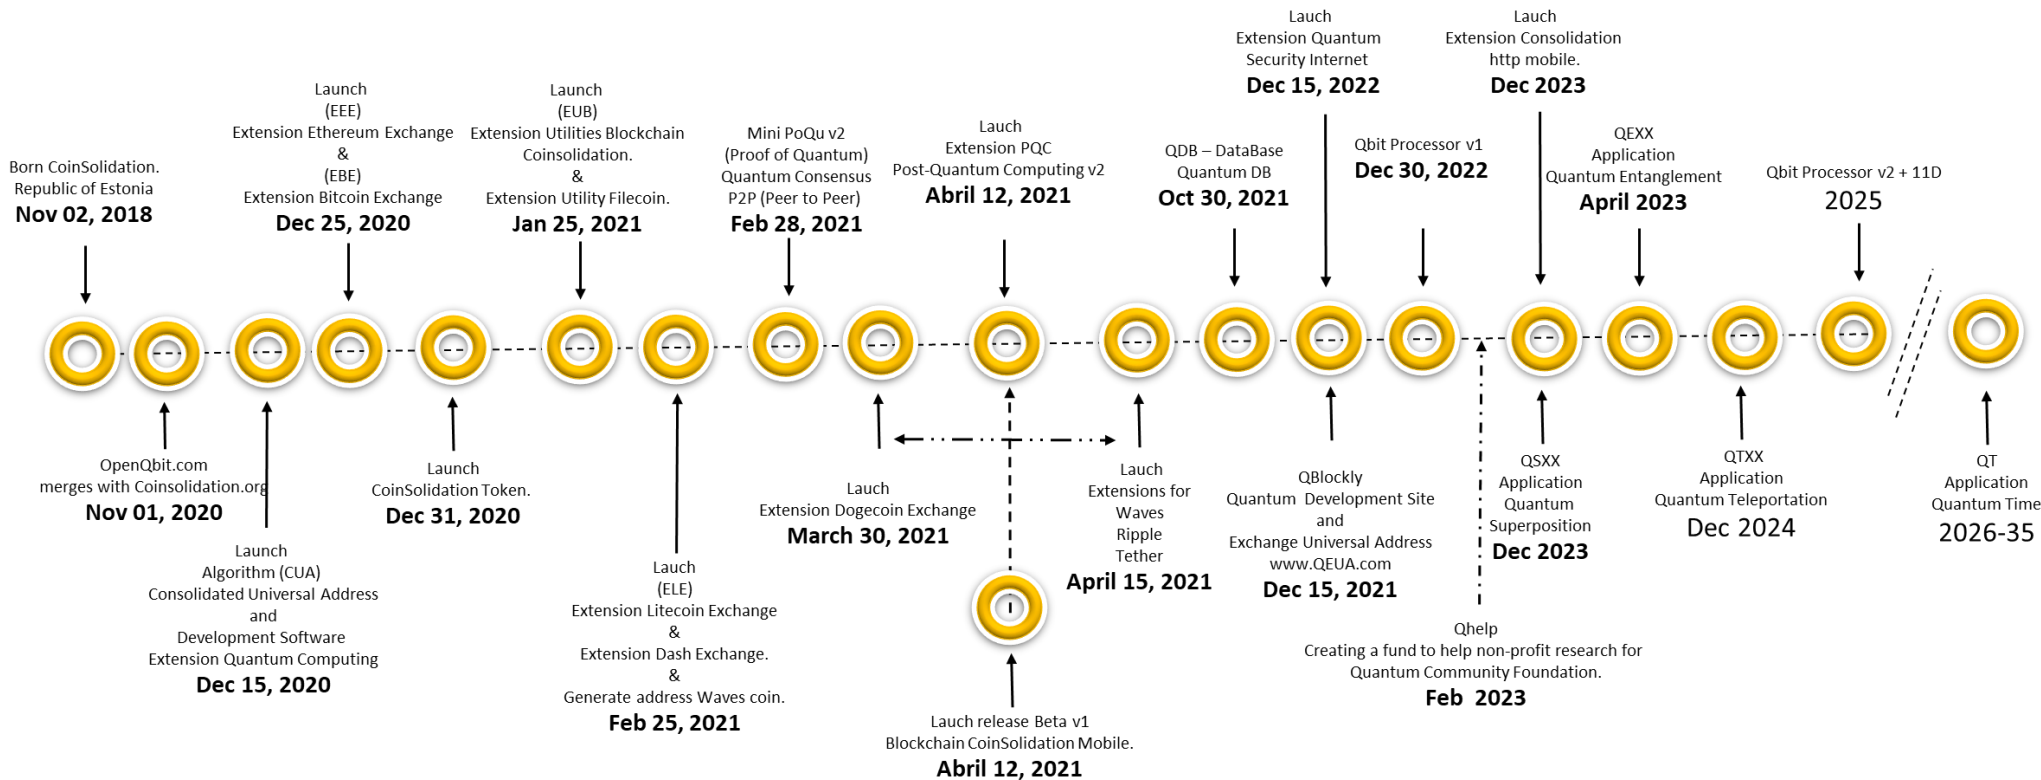 Born CoinSolidation.
Republic of Estonia
Nov 02, 2018
OpenQbit.com
merges with Coinsolidation.org
Nov 01, 2020
Launch
Algorithm (CUA)
Consolidated Universal Address
and
Development Software
Extension Quantum Computing
Dec 15, 2020
Launch
(EEE)
Extension Ethereum Exchange
&
(EBE)
Extension Bitcoin Exchange
Dec 25, 2020
Launch
CoinSolidation Token.
Dec 31, 2020
Launch
(EUB)
Extension Utilities Blockchain
Coinsolidation.
&
Extension Utility Filecoin.
Jan 25, 2021
Lauch
(ELE)
Extension Litecoin Exchange
&
Extension Dash Exchange.
&
Generate address Waves coin.
Feb 25, 2021
Mini PoQu v2
(Proof of Quantum)
Quantum Consensus
P2P (Peer to Peer)
Feb 28, 2021
Lauch
Extension Dogecoin Exchange
March 30, 2021
Lauch
Extension PQC
Post-Quantum Computing v2
Abril 12, 2021
Lauch release Beta v1
Blockchain CoinSolidation Mobile.
Abril 12, 2021
Lauch
Extensions for
Waves
Ripple
Tether
April 15, 2021
QDB – DataBase
Quantum DB
Oct 30, 2021
Lauch
Extension Quantum
Security Internet
Dec 15, 2022
QBlockly
Quantum Development Site
and
Exchange Universal Address
www.QEUA.com
Dec 15, 2021
Qbit Processor v1
Dec 30, 2022
Qhelp
Creating a fund to help non-profit research for
Quantum Community Foundation.
Feb 2023
Lauch
Extension Consolidation
http mobile.
Dec 2023
QSXX
Application
Quantum
Superposition
Dec 2023
QEXX
Application
Quantum Entanglement
April 2023
QTXX
Application
Quantum Teleportation
Dec 2024
Qbit Processor v2 + 11D
2025
QT
Application
Quantum Time
2026-35